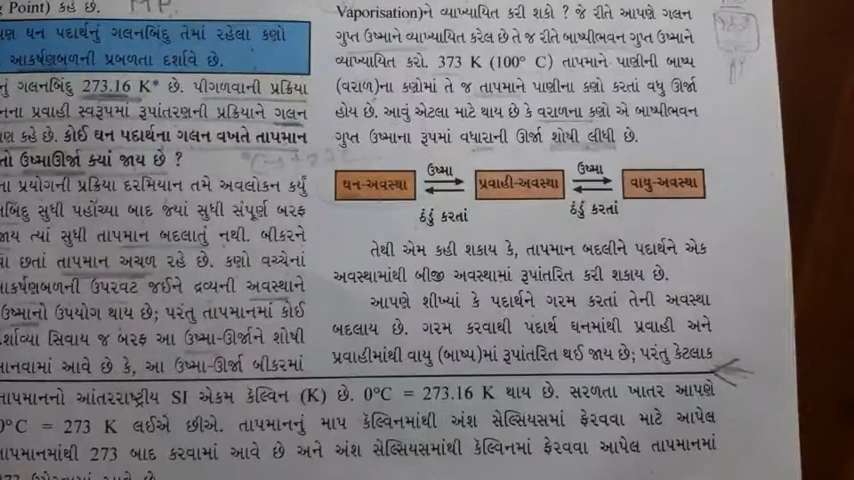 Point) કહે છે.
M.P.
ણ ઘન પદાર્થનું ગલનબિંદુ તેમાં રહેલા કણો
આકર્ષણબળની પ્રબળતા દર્શાવે છે.
નું ગલનબિંદુ 273.16 K* છે. પીગળવાની પ્રક્રિયા
નના પ્રવાહી સ્વરૂપમાં રૂપાંતરણની પ્રક્રિયાને ગલન
ણ કહે છે. કોઈ ઘન પદાર્થના ગલન વખતે તાપમાન
તો ઉષ્માઊર્જા ક્યાં જાય છે ?
ના પ્રયોગની પ્રક્રિયા દરમિયાન તમે અવલોકન કર્યું
નબિંદુ સુધી પહોંચ્યા બાદ જ્યાં સુધી સંપૂર્ણ બરફ
જાય ત્યાં સુધી તાપમાન બદલાતું નથી. બીકરને
ા છતાં તાપમાન અચળ રહે છે. કણો વચ્ચેનાં
આકર્ષણબળની ઉપરવટ જઈને દ્રવ્યની અવસ્થાને
ઉષ્માનો ઉપયોગ થાય છે; પરંતુ તાપમાનમાં કોઈ
ર્શાવ્યા સિવાય જ બરફ આ ઉષ્મા-ઊર્જાને શોષી
માનવામાં આવે છે કે, આ ઉષ્મા-ઊર્જા બીકરમાં
Vaporisation)ને વ્યાખ્યાયિત કરી શકો ? જે રીતે આપણે ગલન
ગુપ્ત ઉષ્માને વ્યાખ્યાયિત કરેલ છે તે જ રીતે બાષ્પીભવન ગુપ્ત ઉષ્માને
વ્યાખ્યાયિત કરો. 373 K (100° C) તાપમાને પાણીની બાષ્પ
(વરાળ)ના કણોમાં તે જ તાપમાને પાણીના કણો કરતાં વધુ ઊર્જા
હોય છે. આવું એટલા માટે થાય છે કે વરાળના કણો એ બાષ્પીભવન
ગુપ્ત ઉષ્માના રૂપમાં વધારાની ઊર્જા શોષી લીધી છે.
ઘન-અવસ્થા ઉષ્મા ઠંડું કરતાં પ્રવાહી-અવસ્થા ઉષ્મા ઠંડું કરતાં વાયુ-અવસ્થા
તેથી એમ કહી શકાય કે, તાપમાન બદલીને પદાર્થને એક
અવસ્થામાંથી બીજી અવસ્થામાં રૂપાંતરિત કરી શકાય છે.
આપણે શીખ્યાં કે પદાર્થને ગરમ કરતાં તેની અવસ્થા
બદલાય છે. ગરમ કરવાથી પદાર્થ ઘનમાંથી પ્રવાહી અને
પ્રવાહીમાંથી વાયુ (બાષ્પ)માં રૂપાંતરિત થઈ જાય છે; પરંતુ કેટલાક
તાપમાનનો આંતરરાષ્ટ્રીય SI એકમ કેલ્વિન (K) છે. 0°C = 273.16 K થાય છે. સરળતા ખાતર આપણે
0°C = 273 K લઈએ છીએ. તાપમાનનું માપ કેલ્વિનમાંથી અંશ સેલ્સિયસમાં ફેરવવા માટે આપેલ
તાપમાનમાંથી 273 બાદ કરવામાં આવે છે અને અંશ સેલ્સિયસમાંથી કેલ્વિનમાં ફેરવવા આપેલ તાપમાનમાં